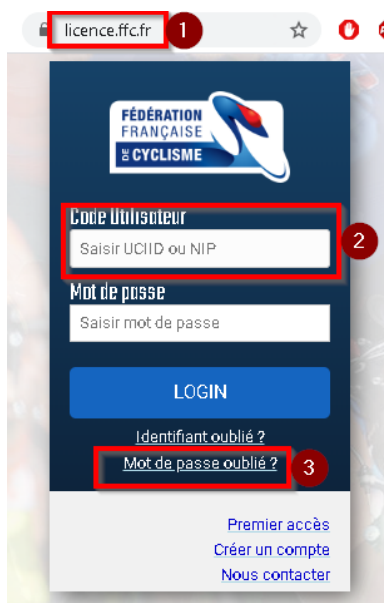 licence.ffc.fr 1
FÉDÉRATION
FRANÇAISE
DE CYCLISME
Code Utilisateur
Saisir UCIID ou NIP
2
Mot de passe
Saisir mot de passe
LOGIN
Identifiant oublié ?
Mot de passe oublié ? 3
Premier accès
Créer un compte
Nous contacter